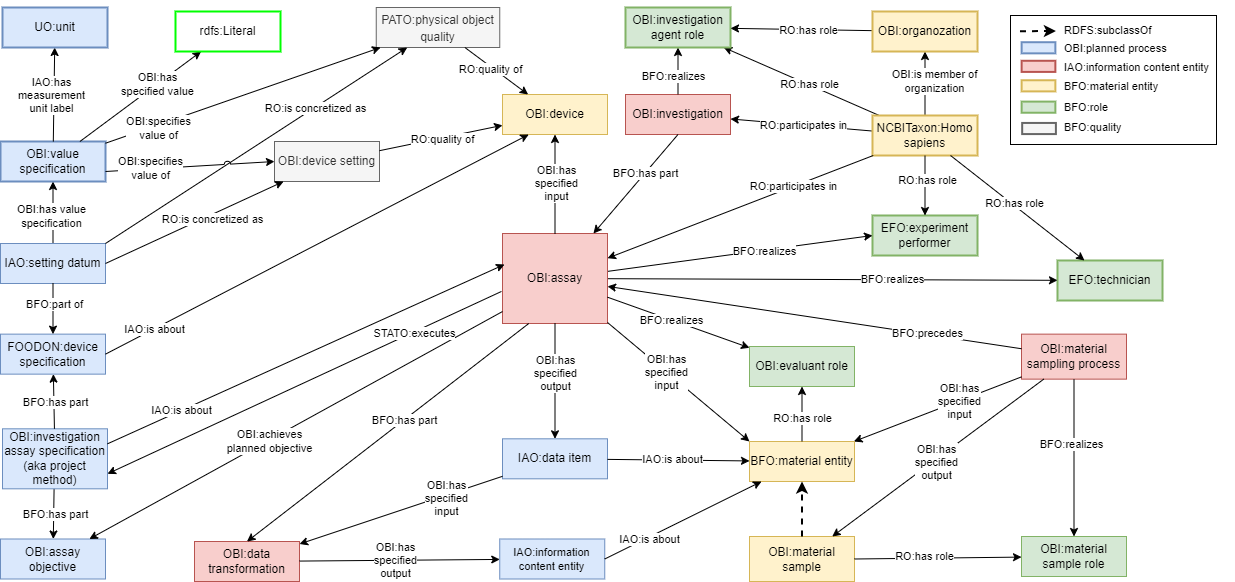 UO:unit
rdfs:Literal
PATO:physical object
quality
OBI:investigation
agent role
OBI:organozation
RO:has role
RDFS:subclassOf
OBI:planned process
IAO:information content entity
BFO:material entity
BFO:role
BFO:quality
IAO:has
measurement
unit label
OBI:has
specified value
OBI:specifies
value of
RO:is concretized as
RO:quality of
BFO:realizes
RO:has role
OBI:is member of
organization
OBI:device
OBI:investigation
RO:participates in
NCBITaxon:Homo
sapiens
OBI:value
specification
OBI:specifies
value of
OBI:device setting
RO:quality of
OBI:has
specified
input
BFO:has part
RO:participates in
RO:has role
RO:has role
OBI:has value
specification
RO:is concretized as
IAO:setting datum
OBI:assay
BFO:realizes
EFO:experiment
performer
BFO:realizes
EFO:technician
BFO:part of
IAO:is about
STATO:executes
BFO:realizes
BFO:precedes
FOODON:device
specification
OBI:has
specified
output
OBI:has
specified
input
OBI:evaluant role
OBI:material
sampling process
BFO:has part
IAO:is about
BFO:has part
RO:has role
OBI:has
specified
input
OBI:investigation
assay specification
(aka project
method)
OBI:achieves
planned objective
IAO:data item
IAO:is about
BFO:material entity
OBI:has
specified
output
BFO:realizes
BFO:has part
OBI:has
specified
input
OBI:assay
objective
OBI:data
transformation
OBI:has
specified
output
IAO:information
content entity
IAO:is about
OBI:material
sample
RO:has role
OBI:material
sample role